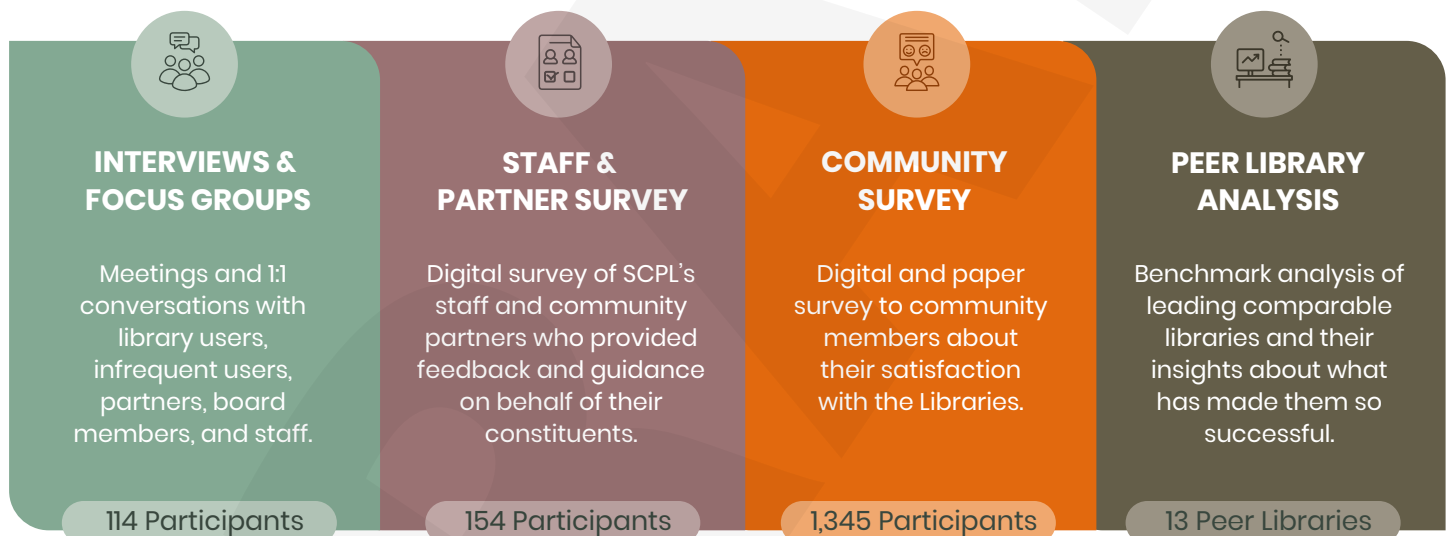 INTERVIEWS &
FOCUS GROUPS
Meetings and 1:1
conversations with
library users,
infrequent users,
partners, board
members, and staff.
114 Participants
STAFF &
PARTNER SURVEY
Digital survey of SCPL's
staff and community
partners who provided
feedback and guidance
on behalf of their
constituents.
154 Participants
COMMUNITY
SURVEY
Digital and paper
survey to community
members about
their satisfaction
with the Libraries.
1,345 Participants
PEER LIBRARY
ANALYSIS
Benchmark analysis of
leading comparable
libraries and their
insights about what
has made them so
successful.
13 Peer Libraries